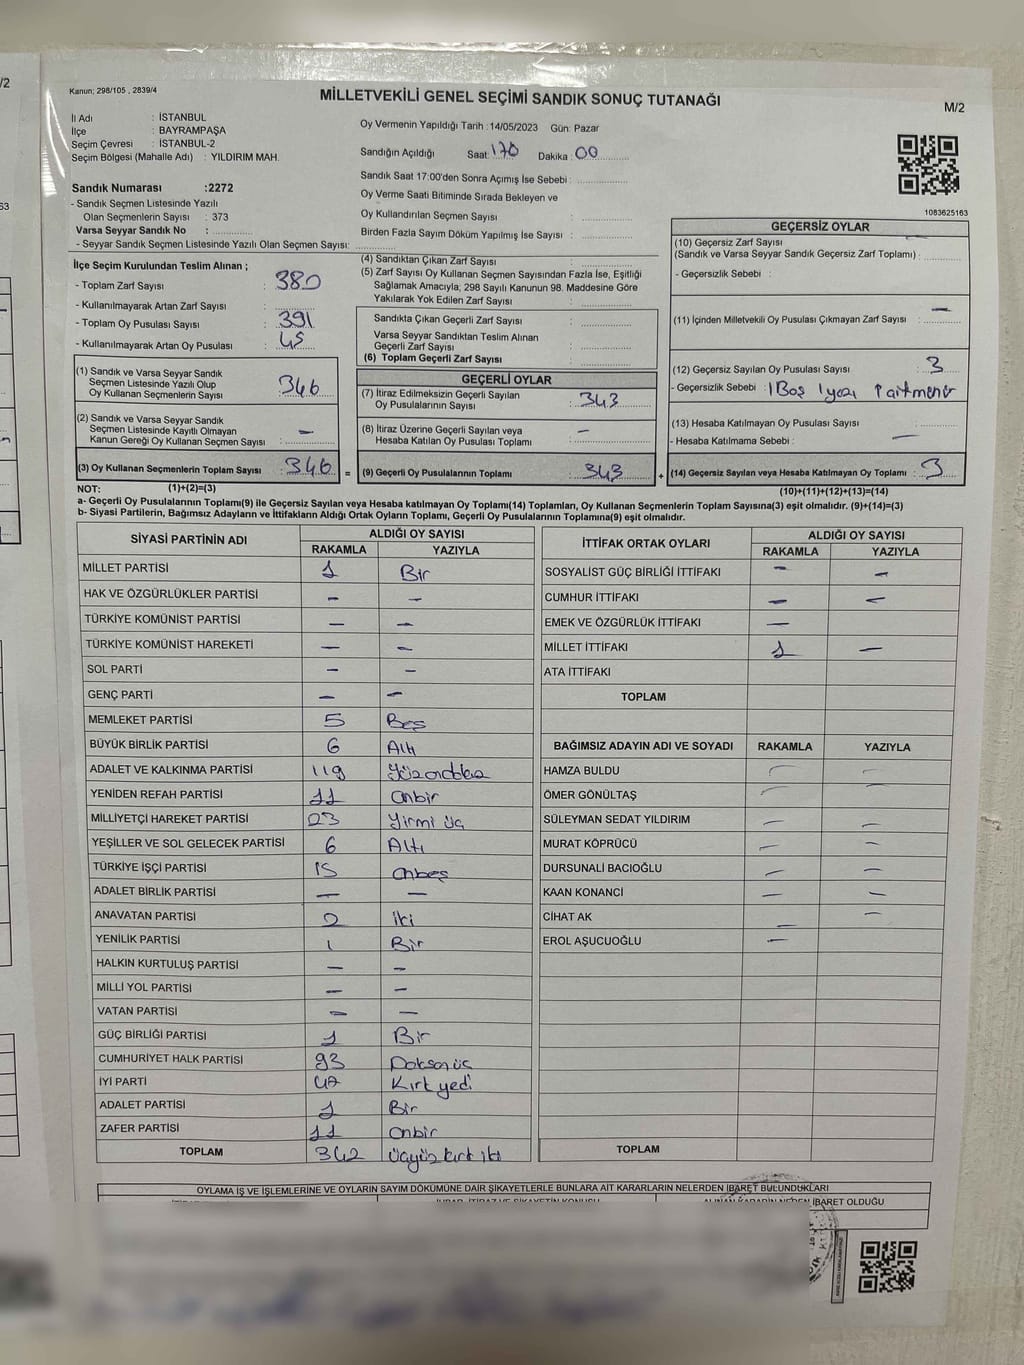 Kanun; 298/105 , 2839/4
MİLLETVEKİLİ GENEL SEÇİMİ SANDIK SONUÇ TUTANAĞI
M/2
İl Adı : İSTANBUL
İlçe : BAYRAMPAŞA
Seçim Çevresi : İSTANBUL-2
Seçim Bölgesi (Mahalle Adı) : YILDIRIM MAH.
Sandık Numarası :2272
- Sandık Seçmen Listesinde Yazılı
Olan Seçmenlerin Sayısı : 373
Varsa Seyyar Sandık No :
- Seyyar Sandık Seçmen Listesinde Yazılı Olan Seçmen Sayısı:
Oy Vermenin Yapıldığı Tarih :14/05/2023 Gün: Pazar
Sandığın Açıldığı Saat: Dakika : 00
Sandık Saat 17:00'den Sonra Açımış İse Sebebi :
Oy Verme Saati Bitiminde Sırada Bekleyen ve
Oy Kullandırılan Seçmen Sayısı :
Birden Fazla Sayım Döküm Yapılmış İse Sayısı :
1083625163
İlçe Seçim Kurulundan Teslim Alınan ;
- Toplam Zarf Sayısı : 380
- Kullanılmayarak Artan Zarf Sayısı :
- Toplam Oy Pusulası Sayısı : 391
- Kullanılmayarak Artan Oy Pusulası : 45
(1) Sandık ve Varsa Seyyar Sandık
Seçmen Listesinde Yazılı Olup
Oy Kullanan Seçmenlerin Sayısı : 346
(2) Sandık ve Varsa Seyyar Sandık
Seçmen Listesinde Kayıtlı Olmayan
Kanun Gereği Oy Kullanan Seçmen Sayısı : –
(3) Oy Kullanan Seçmenlerin Toplam Sayısı : 346 =
(1)+(2)=(3)
(4) Sandıktan Çıkan Zarf Sayısı :
(5) Zarf Sayısı Oy Kullanan Seçmen Sayısından Fazla İse, Eşitliği
Sağlamak Amacıyla; 298 Sayılı Kanunun 98. Maddesine Göre
Yakılarak Yok Edilen Zarf Sayısı :
Sandıkta Çıkan Geçerli Zarf Sayısı :
Varsa Seyyar Sandıktan Teslim Alınan
Geçerli Zarf Sayısı :
(6) Toplam Geçerli Zarf Sayısı :
GEÇERLİ OYLAR
(7) İtiraz Edilmeksizin Geçerli Sayılan
Oy Pusulalarının Sayısı : 343
(8) İtiraz Üzerine Geçerli Sayılan veya
Hesaba Katılan Oy Pusulası Toplamı : –
(9) Geçerli Oy Pusulalarının Toplamı : 343 +
GEÇERSİZ OYLAR
(10) Geçersiz Zarf Sayısı –
(Sandık ve Varsa Seyyar Sandık Geçersiz Zarf Toplamı) :
- Geçersizlik Sebebi :
(11) İçinden Milletvekili Oy Pusulası Çıkmayan Zarf Sayısı : –
(12) Geçersiz Sayılan Oy Pusulası Sayısı : 3
- Geçersizlik Sebebi : 1 Boş 1 yazı
(13) Hesaba Katılmayan Oy Pusulası Sayısı :
- Hesaba Katılmama Sebebi : –
(14) Geçersiz Sayılan veya Hesaba Katılmayan Oy Toplamı : 3
(10)+(11)+(12)+(13)=(14)
NOT:
a- Geçerli Oy Pusulalarının Toplamı(9) ile Geçersiz Sayılan veya Hesaba katılmayan Oy Toplamı(14) Toplamları, Oy Kullanan Seçmenlerin Toplam Sayısına(3) eşit olmalıdır. (9)+(14)=(3)
b- Siyasi Partilerin, Bağımsız Adayların ve İttifakların Aldığı Ortak Oyların Toplamı, Geçerli Oy Pusulalarının Toplamına(9) eşit olmalıdır.
SİYASİ PARTİNİN ADI ALDIĞI OY SAYISI
RAKAMLA YAZIYLA
MİLLET PARTİSİ 1 Bir
HAK VE ÖZGÜRLÜKLER PARTİSİ – –
TÜRKİYE KOMÜNİST PARTİSİ – –
TÜRKİYE KOMÜNİST HAREKETİ – –
SOL PARTİ – –
GENÇ PARTİ – –
MEMLEKET PARTİSİ 5 Beş
BÜYÜK BİRLİK PARTİSİ 6 Altı
ADALET VE KALKINMA PARTİSİ 119
YENİDEN REFAH PARTİSİ 11 Onbir
MİLLİYETÇİ HAREKET PARTİSİ 23 Yirmi üç
YEŞİLLER VE SOL GELECEK PARTİSİ 6 Altı
TÜRKİYE İŞÇİ PARTİSİ 15 Onbeş
ADALET BİRLİK PARTİSİ – –
ANAVATAN PARTİSİ 2 iki
YENİLİK PARTİSİ 1 Bir
HALKIN KURTULUŞ PARTİSİ – –
MİLLİ YOL PARTİSİ – –
VATAN PARTİSİ – –
GÜÇ BİRLİĞİ PARTİSİ 1 Bir
CUMHURİYET HALK PARTİSİ 93 Doksan üç
İYİ PARTİ 47 Kırk yedi
ADALET PARTİSİ 1 Bir
ZAFER PARTİSİ 11 Onbir
TOPLAM 342 üçyüz kırk iki
İTTİFAK ORTAK OYLARI ALDIĞI OY SAYISI
RAKAMLA YAZIYLA
SOSYALİST GÜÇ BİRLİĞİ İTTİFAKI – –
CUMHUR İTTİFAKI – –
EMEK VE ÖZGÜRLÜK İTTİFAKI –
MİLLET İTTİFAKI 1 –
ATA İTTİFAKI
TOPLAM
BAĞIMSIZ ADAYIN ADI VE SOYADI RAKAMLA YAZIYLA
HAMZA BULDU – –
ÖMER GÖNÜLTAŞ – –
SÜLEYMAN SEDAT YILDIRIM – –
MURAT KÖPRÜCÜ – –
DURSUNALİ BACIOĞLU – –
KAAN KONANCİ – –
CİHAT AK – –
EROL AŞUCUOĞLU –
TOPLAM
OYLAMA İŞ VE İŞLEMLERİNE VE OYLARIN SAYIM DÖKÜMÜNE DAİR ŞİKAYETLERLE BUNLARA AİT KARARLARIN NELERDEN İBARET BULUNDUKLARI
İHBAR, İTİRAZ VE ŞİKAYETİN KONUSU ALINAN KARARIN NEDEN İBARET OLDUĞU